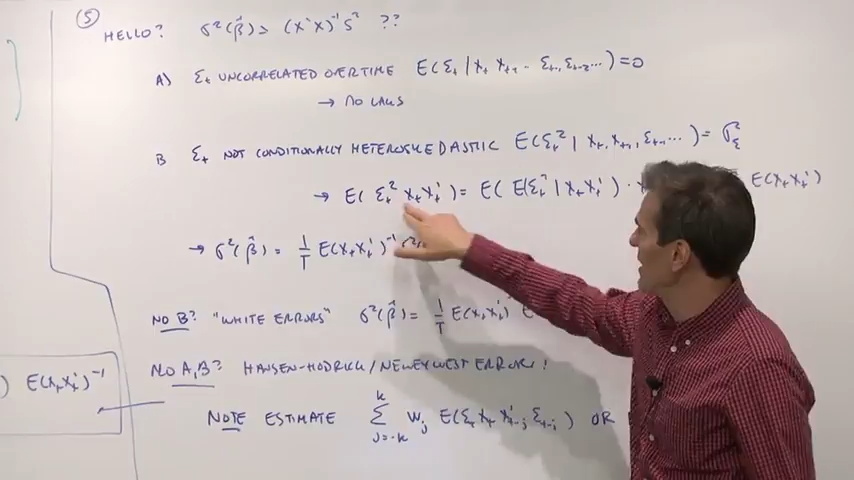 ⑤
HELLO? σ²(β̂) = (X'X)⁻¹ S² ??
A) εₜ UNCORRELATED OVER TIME E(εₜ | xₜ xₜ₋₁ ... εₜ₋₁, εₜ₋₂ ...) = 0
→ NO LAGS
B εₜ NOT CONDITIONALLY HETEROSKEDASTIC E(εₜ² | xₜ, xₜ₋₁, εₜ₋₁ ...) = σ²_ε
→ E(εₜ² xₜxₜ') = E( E(εₜ² | xₜxₜ') · E(xₜxₜ')
→ σ²(β̂) = 1/T E(xₜxₜ')⁻¹
NO B? "WHITE ERRORS" σ²(β̂) = 1/T E(xₜxₜ')
NO A, B? HANSEN-HODRICK/NEWEY WEST ERRORS!
) E(xₜxₜ')⁻¹
NOTE ESTIMATE Σ_{j=-k}^{k} wⱼ E(εₜ xₜ x'ₜ₋ⱼ εₜ₋ⱼ) OR